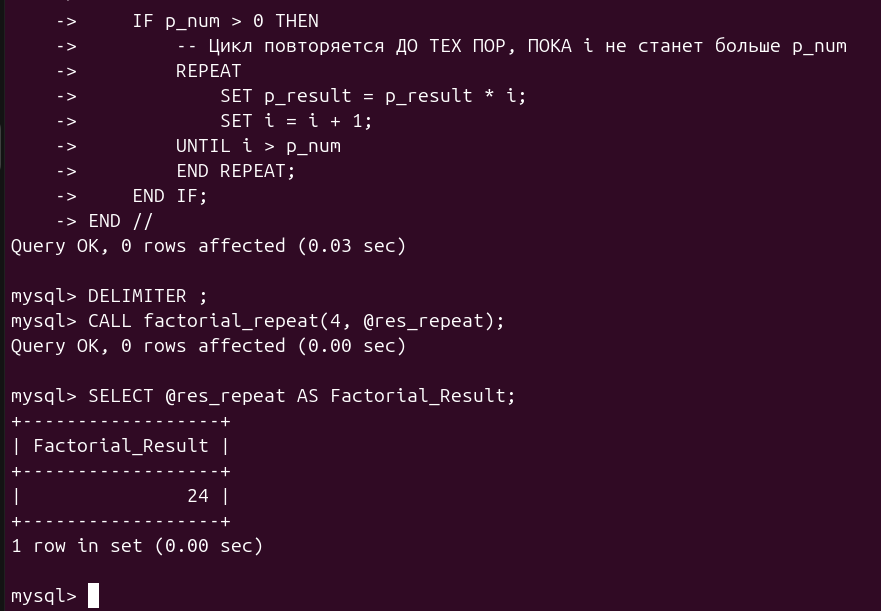 ->     IF p_num > 0 THEN
    ->         -- Цикл повторяется ДО ТЕХ ПОР, ПОКА i не станет больше p_num
    ->         REPEAT
    ->             SET p_result = p_result * i;
    ->             SET i = i + 1;
    ->         UNTIL i > p_num
    ->         END REPEAT;
    ->     END IF;
    -> END //
Query OK, 0 rows affected (0.03 sec)

mysql> DELIMITER ;
mysql> CALL factorial_repeat(4, @res_repeat);
Query OK, 0 rows affected (0.00 sec)

mysql> SELECT @res_repeat AS Factorial_Result;
+------------------+
| Factorial_Result |
+------------------+
|               24 |
+------------------+
1 row in set (0.00 sec)

mysql>